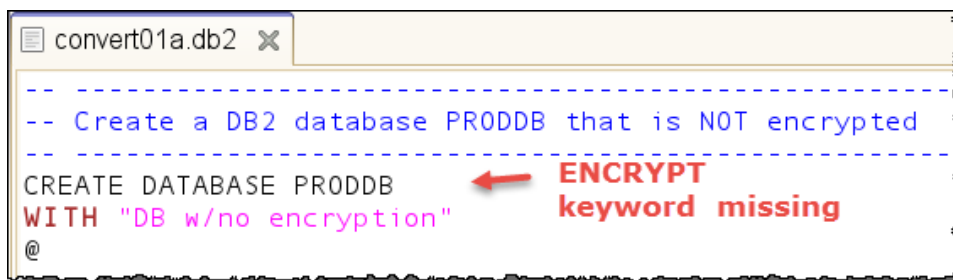 convert01a.db2
-- ---------------------------------------------------
-- Create a DB2 database PRODDB that is NOT encrypted
-- ---------------------------------------------------
CREATE DATABASE PRODDB
WITH "DB w/no encryption"
@
ENCRYPT
keyword missing